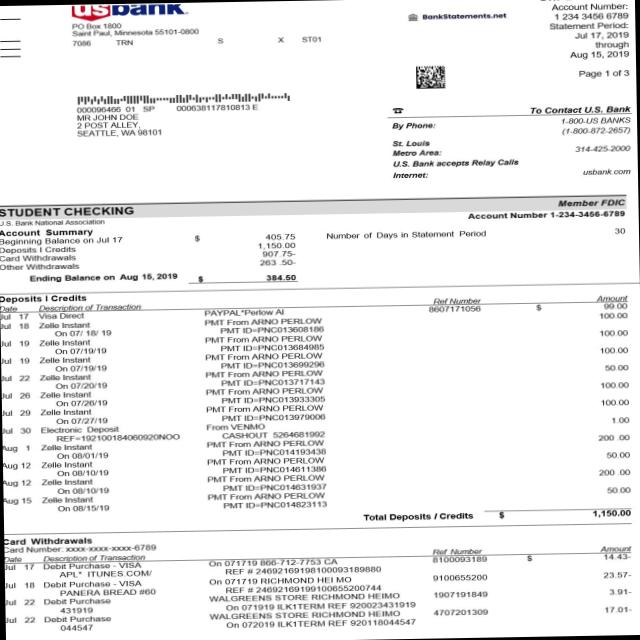 usbank.
PO Box 1800
Saint Paul, Minnesota 55101-0800
7086 TRN S X ST01
BankStatements.net
Account Number:
1 234 3456 6789
Statement Period:
Jul 17, 2019
through
Aug 15, 2019
Page 1 of 3
000096466 01 SP 000638117810813 E
MR JOHN DOE
2 POST ALLEY,
SEATTLE, WA 98101
To Contact U.S. Bank
By Phone: 1-800-US BANKS
(1-800-872-2657)
St. Louis
Metro Area: 314-425-2000
U.S. Bank accepts Relay Calls
Internet: usbank.com
STUDENT CHECKING Member FDIC
U.S. Bank National Association Account Number 1-234-3456-6789
Account Summary
Beginning Balance on Jul 17 $ 405.75 Number of Days in Statement Period 30
Deposits I Credits 1,150.00
Card Withdrawals 907.75-
Other Withdrawals 263 .50-
Ending Balance on Aug 15, 2019 $ 384.50
Deposits I Credits
Date Description of Transaction Ref Number Amount
Jul 17 Visa Direct PAYPAL*Perlow Al 8607171056 $ 99.00
Jul 18 Zelle Instant PMT From ARNO PERLOW 100.00
On 07/ 18/ 19 PMT ID=PNC013608186
Jul 19 Zelle Instant PMT From ARNO PERLOW 100.00
On 07/19/19 PMT ID=PNC013684985
Jul 19 Zelle Instant PMT From ARNO PERLOW 100.00
On 07/19/19 PMT ID=PNC013699296
Jul 22 Zelle Instant PMT From ARNO PERLOW 50.00
On 07/20/19 PMT ID=PNC013717143
Jul 26 Zelle Instant PMT From ARNO PERLOW 100.00
On 07/26/19 PMT ID=PNC013933305
Jul 29 Zelle Instant PMT From ARNO PERLOW 100.00
On 07/27/19 PMT ID=PNC013979006
Jul 30 Electronic Deposit From VENMO 1.00
REF=192100184060920NOO CASHOUT 5264681992
Aug 1 Zelle Instant PMT From ARNO PERLOW 200 .00
On 08/01/19 PMT ID=PNC014193438
Aug 12 Zelle Instant PMT From ARNO PERLOW 50.00
On 08/10/19 PMT ID=PNC014611386
Aug 12 Zelle Instant PMT From ARNO PERLOW 200 .00
On 08/10/19 PMT ID=PNC014631937
Aug 15 Zelle Instant PMT From ARNO PERLOW 50.00
On 08/15/19 PMT ID=PNC014823113
Total Deposits / Credits $ 1,150.00
Card Withdrawals
Card Number: xxxx-xxxx-xxxx-6789
Date Description of Transaction Ref Number Amount
Jul 17 Debit Purchase - VISA On 071719 866-712-7753 CA 8100093189 $ 14.43-
APL* ITUNES.COM/ REF # 24692169198100093189880
Jul 18 Debit Purchase - VISA On 071719 RICHMOND HEI MO 9100655200 23.57-
PANERA BREAD #60 REF # 24692169199100655200744
Jul 22 Debit Purchase WALGREENS STORE RICHMOND HEIMO 1907191849 3.91-
431919 On 071919 ILK1TERM REF 920023431919
Jul 22 Debit Purchase WALGREENS STORE RICHMOND HEIMO 4707201309 17.01-
044547 On 072019 ILK1TERM REF 920118044547